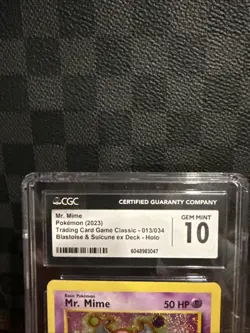 CGC
CERTIFIED GUARANTY COMPANY
Mr. Mime
Pokémon (2023)
Trading Card Game Classic - 013/034
Blastoise & Suicune ex Deck - Holo
GEM MINT
10
6048983047
Basic Pokémon
Mr. Mime
50 HP